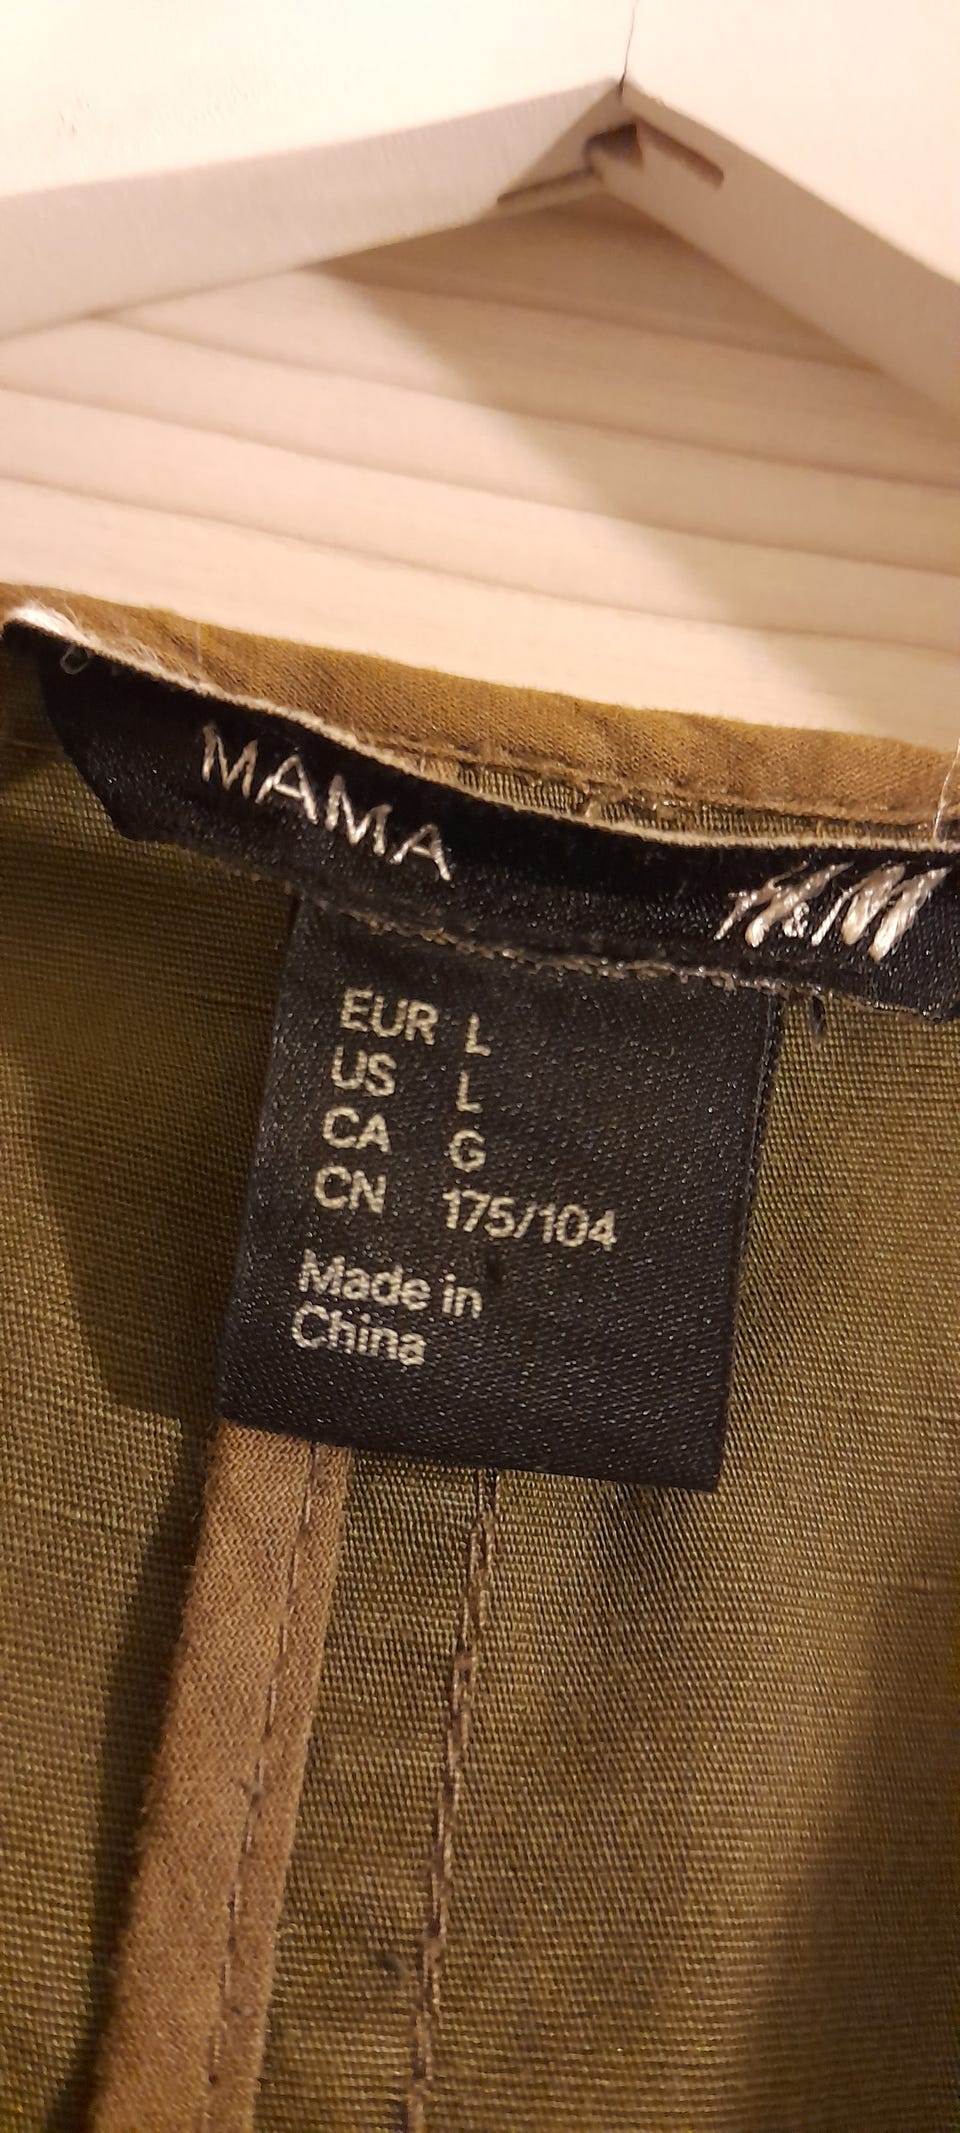 MAMA
H&M
EUR L
US L
CA G
CN 175/104
Made in
China